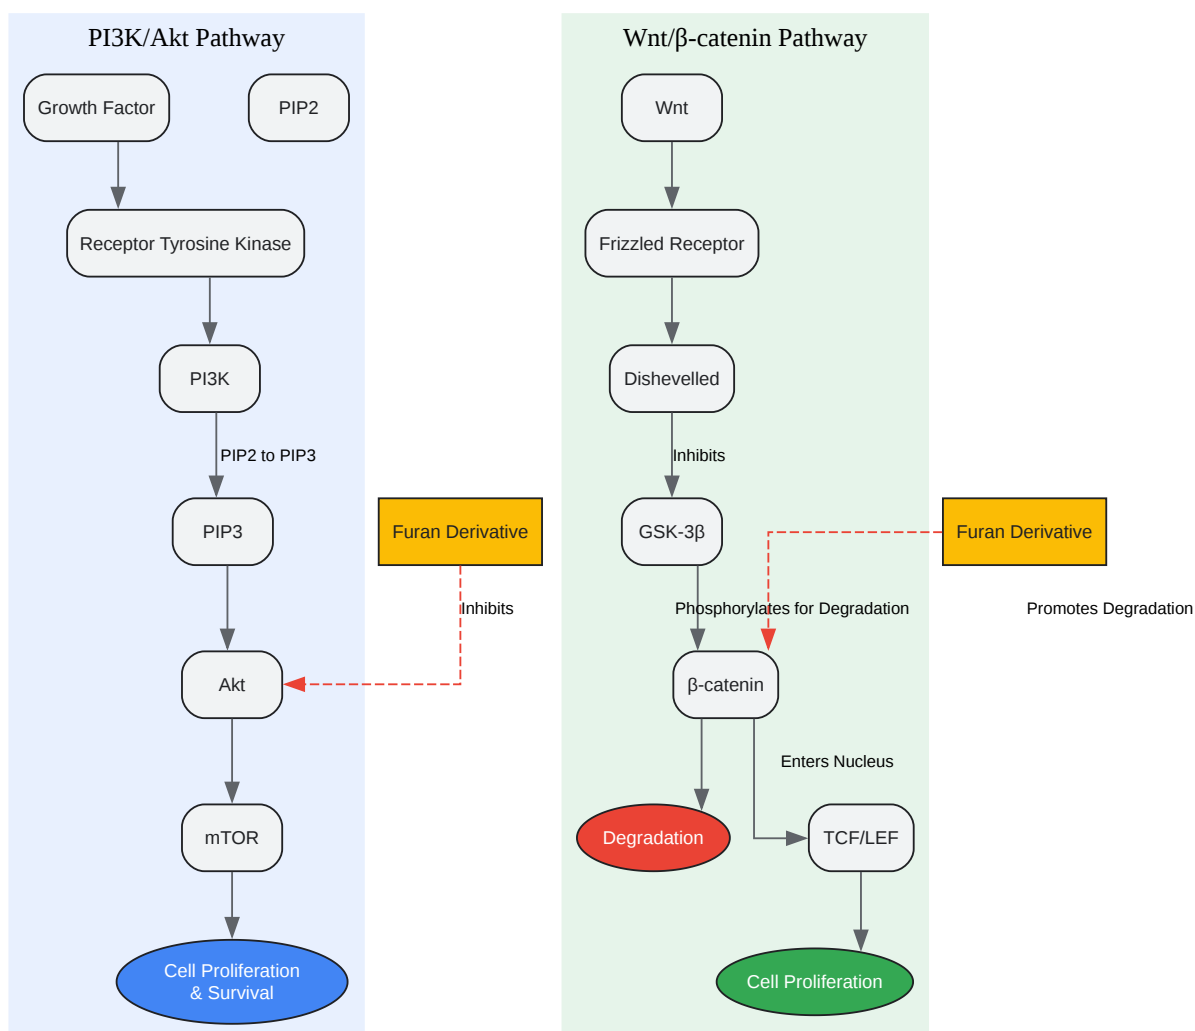 PI3K/Akt Pathway
Growth Factor
PIP2
Receptor Tyrosine Kinase
PI3K
PIP2 to PIP3
PIP3
Furan Derivative
Inhibits
Akt
mTOR
Cell Proliferation
& Survival
Wnt/β-catenin Pathway
Wnt
Frizzled Receptor
Dishevelled
Inhibits
GSK-3β
Furan Derivative
Phosphorylates for Degradation
Promotes Degradation
β-catenin
Enters Nucleus
Degradation
TCF/LEF
Cell Proliferation